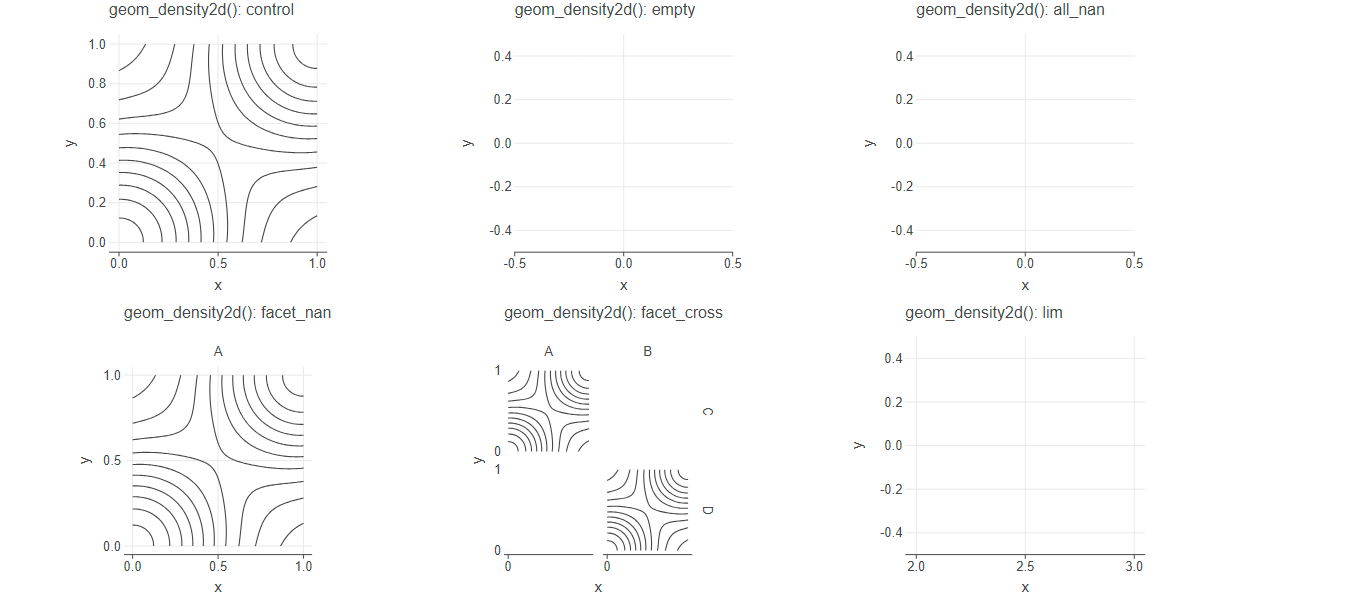 geom_density2d(): control
1.0
0.8
0.6
0.4
0.2
0.0
y
0.0 0.5 1.0
x
geom_density2d(): empty
0.4
0.2
0.0
-0.2
-0.4
y
-0.5 0.0 0.5
x
geom_density2d(): all_nan
0.4
0.2
0.0
-0.2
-0.4
y
-0.5 0.0 0.5
x
geom_density2d(): facet_nan
A
1.0
0.5
0.0
y
0.0 0.5 1.0
x
geom_density2d(): facet_cross
A B
1
0
C
1
0
D
y
0 0
x
geom_density2d(): lim
0.4
0.2
0.0
-0.2
-0.4
y
2.0 2.5 3.0
x